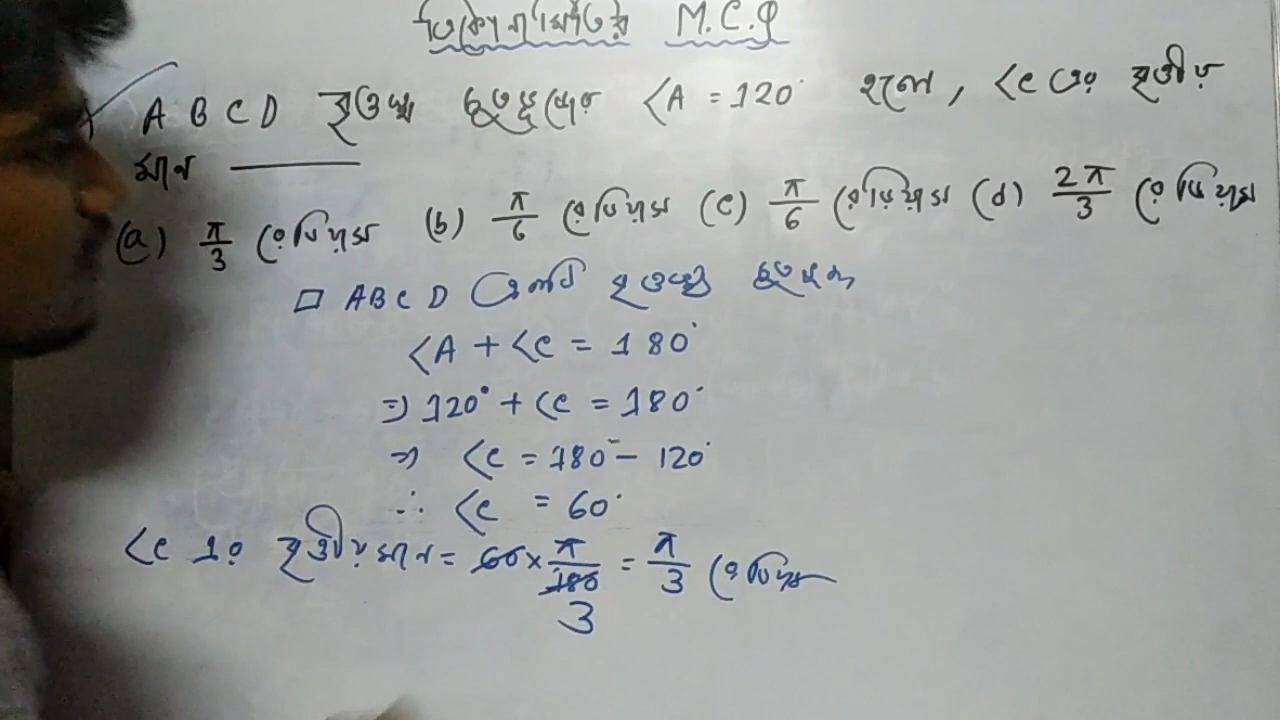 ত্রিকোণমিতির M.C.Q
ABCD বৃত্তস্থ চতুর্ভুজের <A = 120° হলে, <C এর বৃত্তীয়
মান ———
(a) π/3 রেডিয়ান (b) π/6 রেডিয়ান (c) π/6 রেডিয়ান (d) 2π/3 রেডিয়ান
□ ABCD একটি বৃত্তস্থ চতুর্ভুজ
<A + <C = 180°
=> 120° + <C = 180°
=> <C = 180° - 120°
∴ <C = 60°
<C এর বৃত্তীয় মান = 60 × π/180 = π/3 রেডিয়ান
3